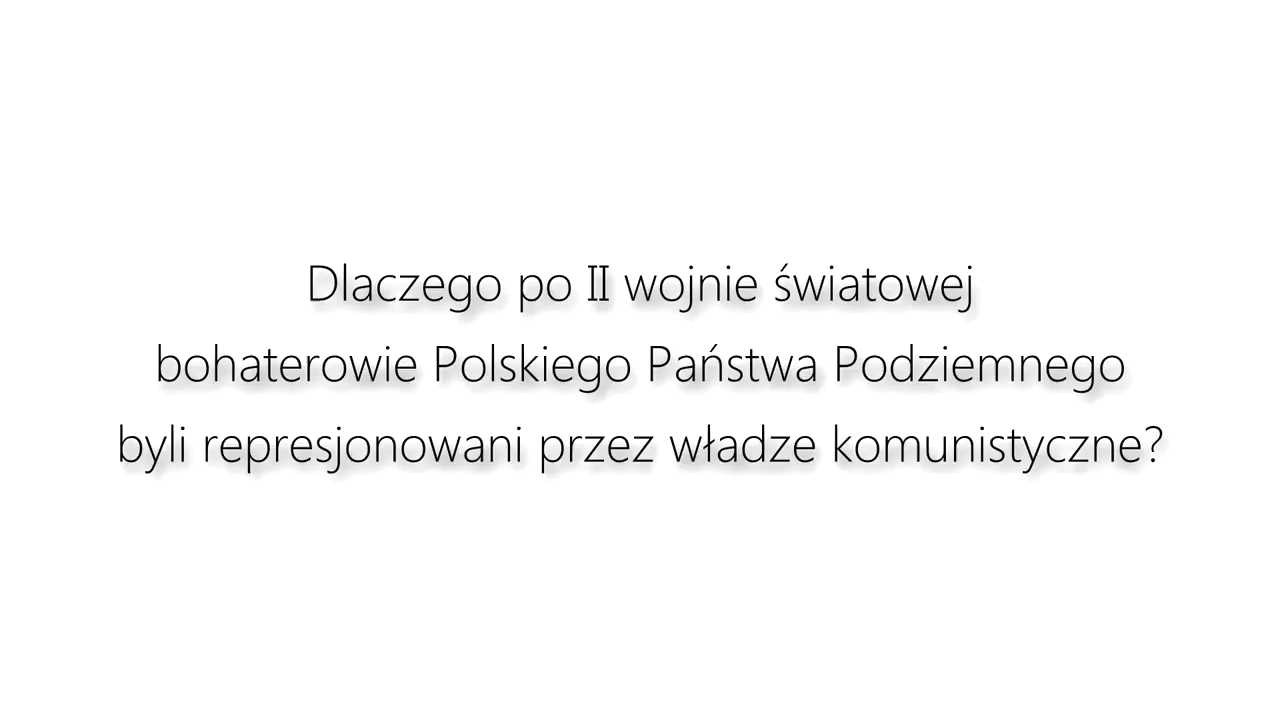 Dlaczego po II wojnie światowej
bohaterowie Polskiego Państwa Podziemnego
byli represjonowani przez władze komunistyczne?